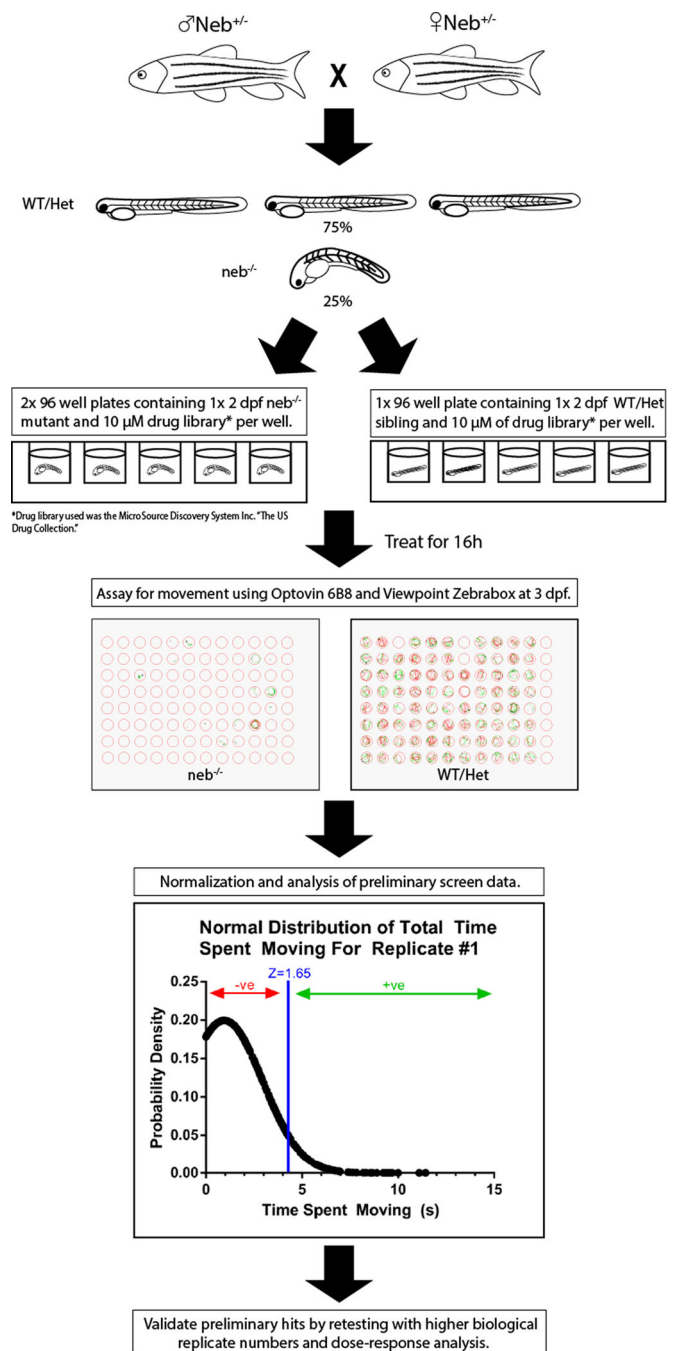 ♂Neb+/-
♀Neb+/-
X
WT/Het
75%
neb-/-
25%
2x 96 well plates containing 1x 2 dpf neb-/-
mutant and 10 µM drug library* per well.
1x 96 well plate containing 1x 2 dpf WT/Het
sibling and 10 µM of drug library* per well.
*Drug library used was the MicroSource Discovery System Inc. "The US
Drug Collection."
Treat for 16h
Assay for movement using Optovin 6B8 and Viewpoint Zebrabox at 3 dpf.
neb-/-
WT/Het
Normalization and analysis of preliminary screen data.
Normal Distribution of Total Time
Spent Moving For Replicate #1
Z=1.65
-ve
+ve
0.25
0.20
0.15
0.10
0.05
0.00
Probability Density
0
5
10
15
Time Spent Moving (s)
Validate preliminary hits by retesting with higher biological
replicate numbers and dose-response analysis.